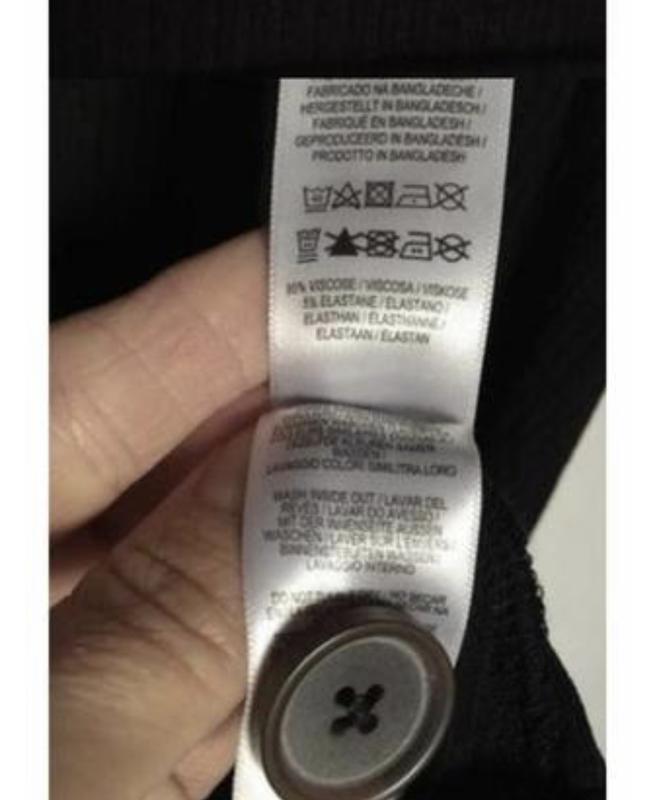 FABRICADO NA BANGLADECHE /
HERGESTELLT IN BANGLADESCH /
FABRIQUÉ EN BANGLADESH /
GEPRODUCEERD IN BANGLADESH /
PRODOTTO IN BANGLADESH
95% VISCOSE / VISCOSA / VISKOSE
5% ELASTANE / ELASTANO /
ELASTHAN / ELASTHANNE /
ELASTAAN / ELASTAN
LAVAGGIO COLORI SIMILI TRA LORO
WASH INSIDE OUT / LAVAR DEL
REVÉS / LAVAR DO AVESSO /
MIT DER INNENSEITE AUSSEN
WASCHEN / LAVER SUR L'ENVERS /
BINNENSTEBUITEN WASSEN /
LAVAGGIO INTERNO
DO NOT